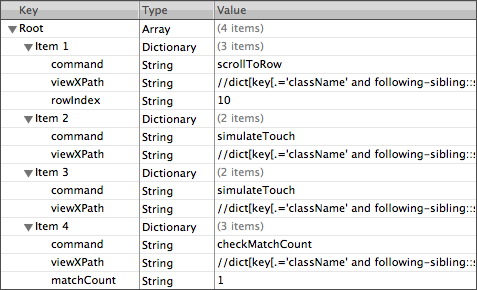 Key Type Value
Root Array (4 items)
Item 1 Dictionary (3 items)
command String scrollToRow
viewXPath String //dict[key[.='className' and following-sibling::s
rowIndex String 10
Item 2 Dictionary (2 items)
command String simulateTouch
viewXPath String //dict[key[.='className' and following-sibling::s
Item 3 Dictionary (2 items)
command String simulateTouch
viewXPath String //dict[key[.='className' and following-sibling::s
Item 4 Dictionary (3 items)
command String checkMatchCount
viewXPath String //dict[key[.='className' and following-sibling::s
matchCount String 1